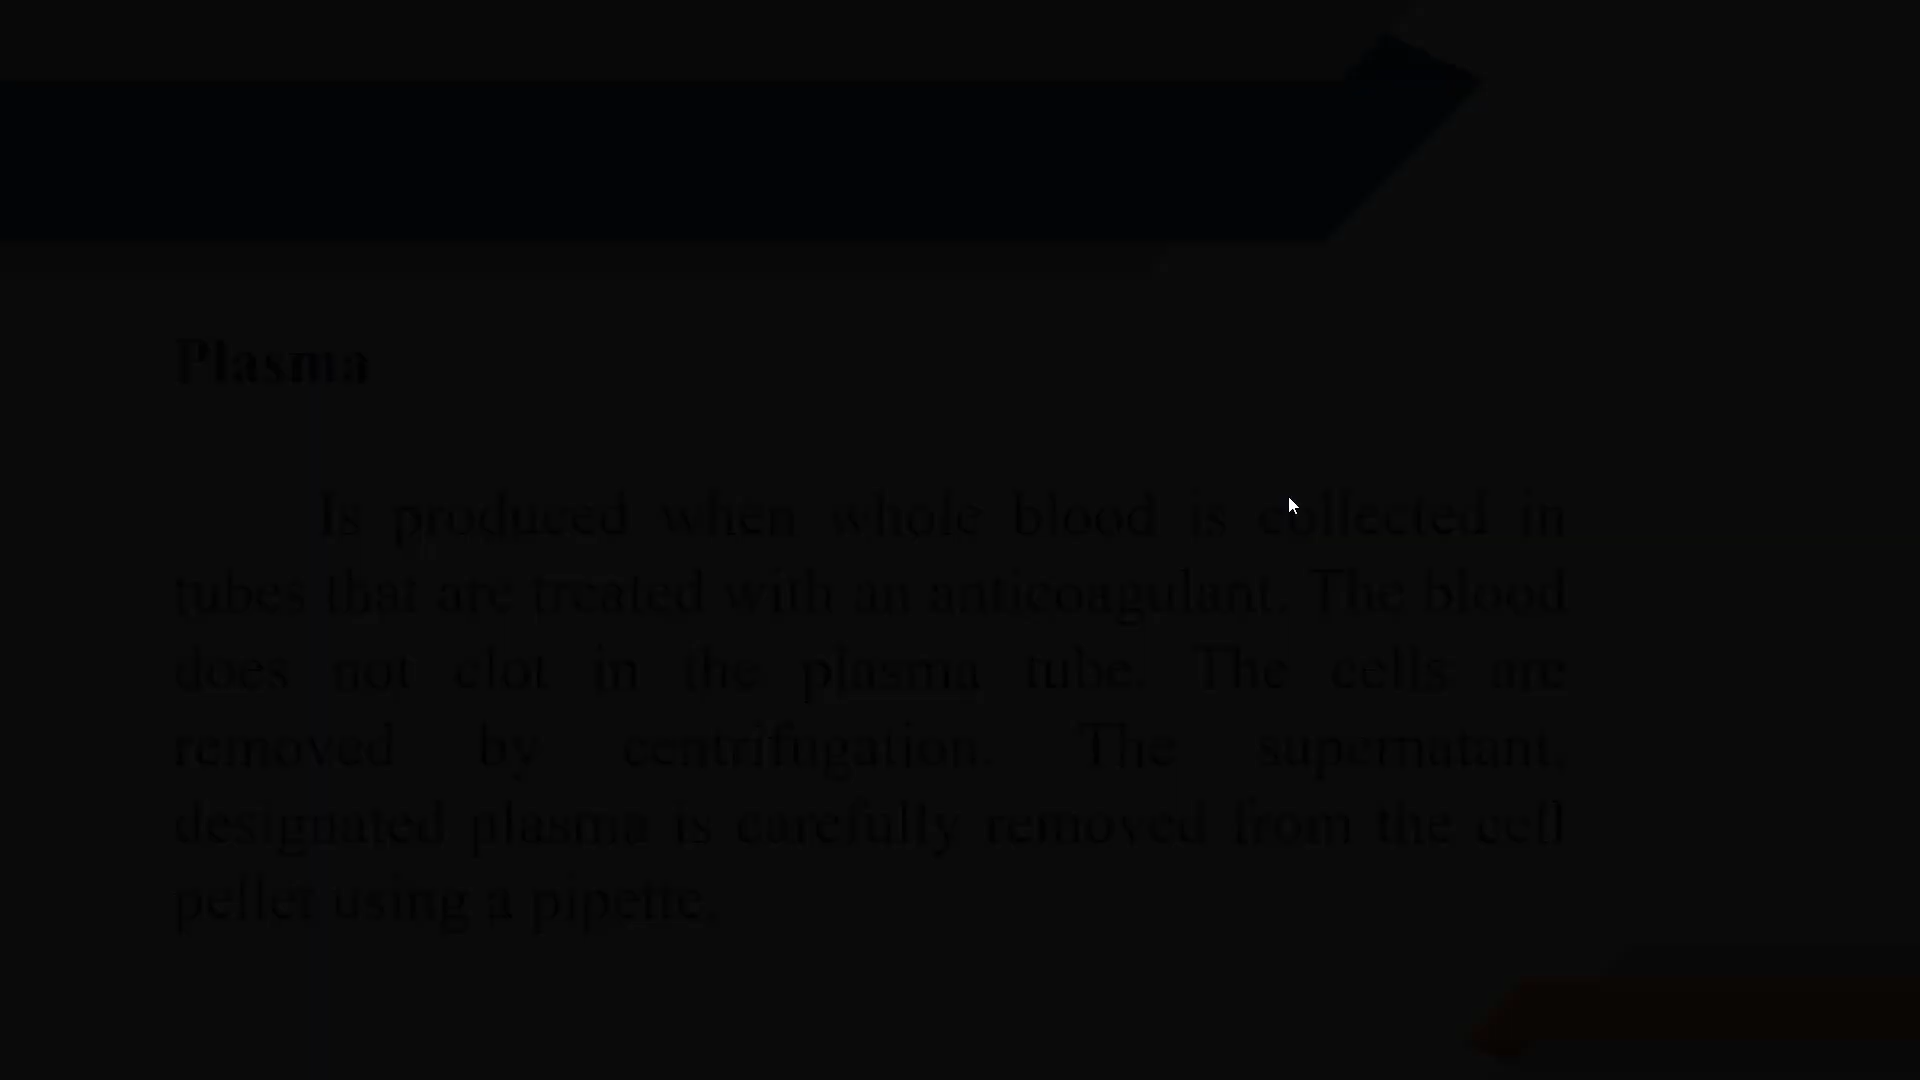 Plasma
Is produced when whole blood is collected in
tubes that are treated with an anticoagulant. The blood
does not clot in the plasma tube. The cells are
removed by centrifugation. The supernatant,
designated plasma is carefully removed from the cell
pellet using a pipette.